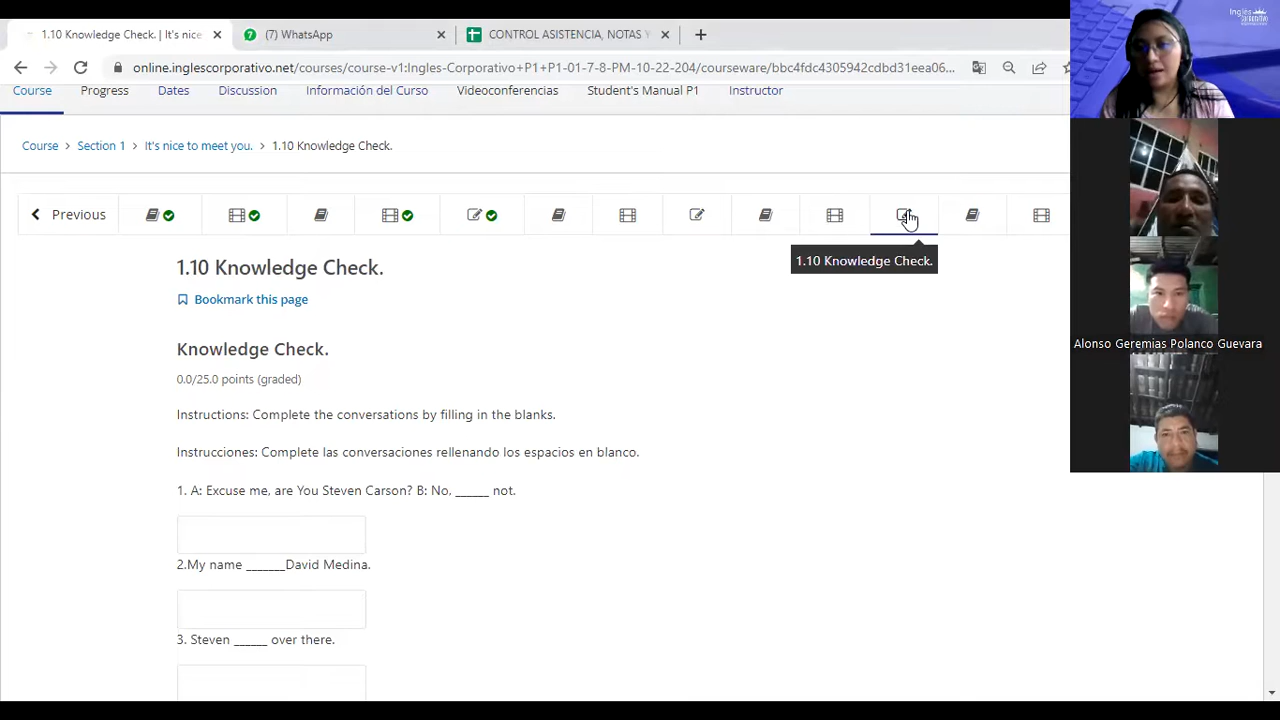 1.10 Knowledge Check. | It's nice
(7) WhatsApp
CONTROL ASISTENCIA, NOTAS Y
online.inglescorporativo.net/courses/course-v1:Ingles-Corporativo+P1+P1-01-7-8-PM-10-22-204/courseware/bbc4fdc4305942cdbd31eea06...
Course Progress Dates Discussion Información del Curso Videoconferencias Student's Manual P1 Instructor
Course > Section 1 > It's nice to meet you. > 1.10 Knowledge Check.
Previous
1.10 Knowledge Check.
1.10 Knowledge Check.
Bookmark this page
Knowledge Check.
0.0/25.0 points (graded)
Instructions: Complete the conversations by filling in the blanks.
Instrucciones: Complete las conversaciones rellenando los espacios en blanco.
1. A: Excuse me, are You Steven Carson? B: No, ______ not.
2.My name _______David Medina.
3. Steven ______ over there.
Ingles
Alonso Geremias Polanco Guevara